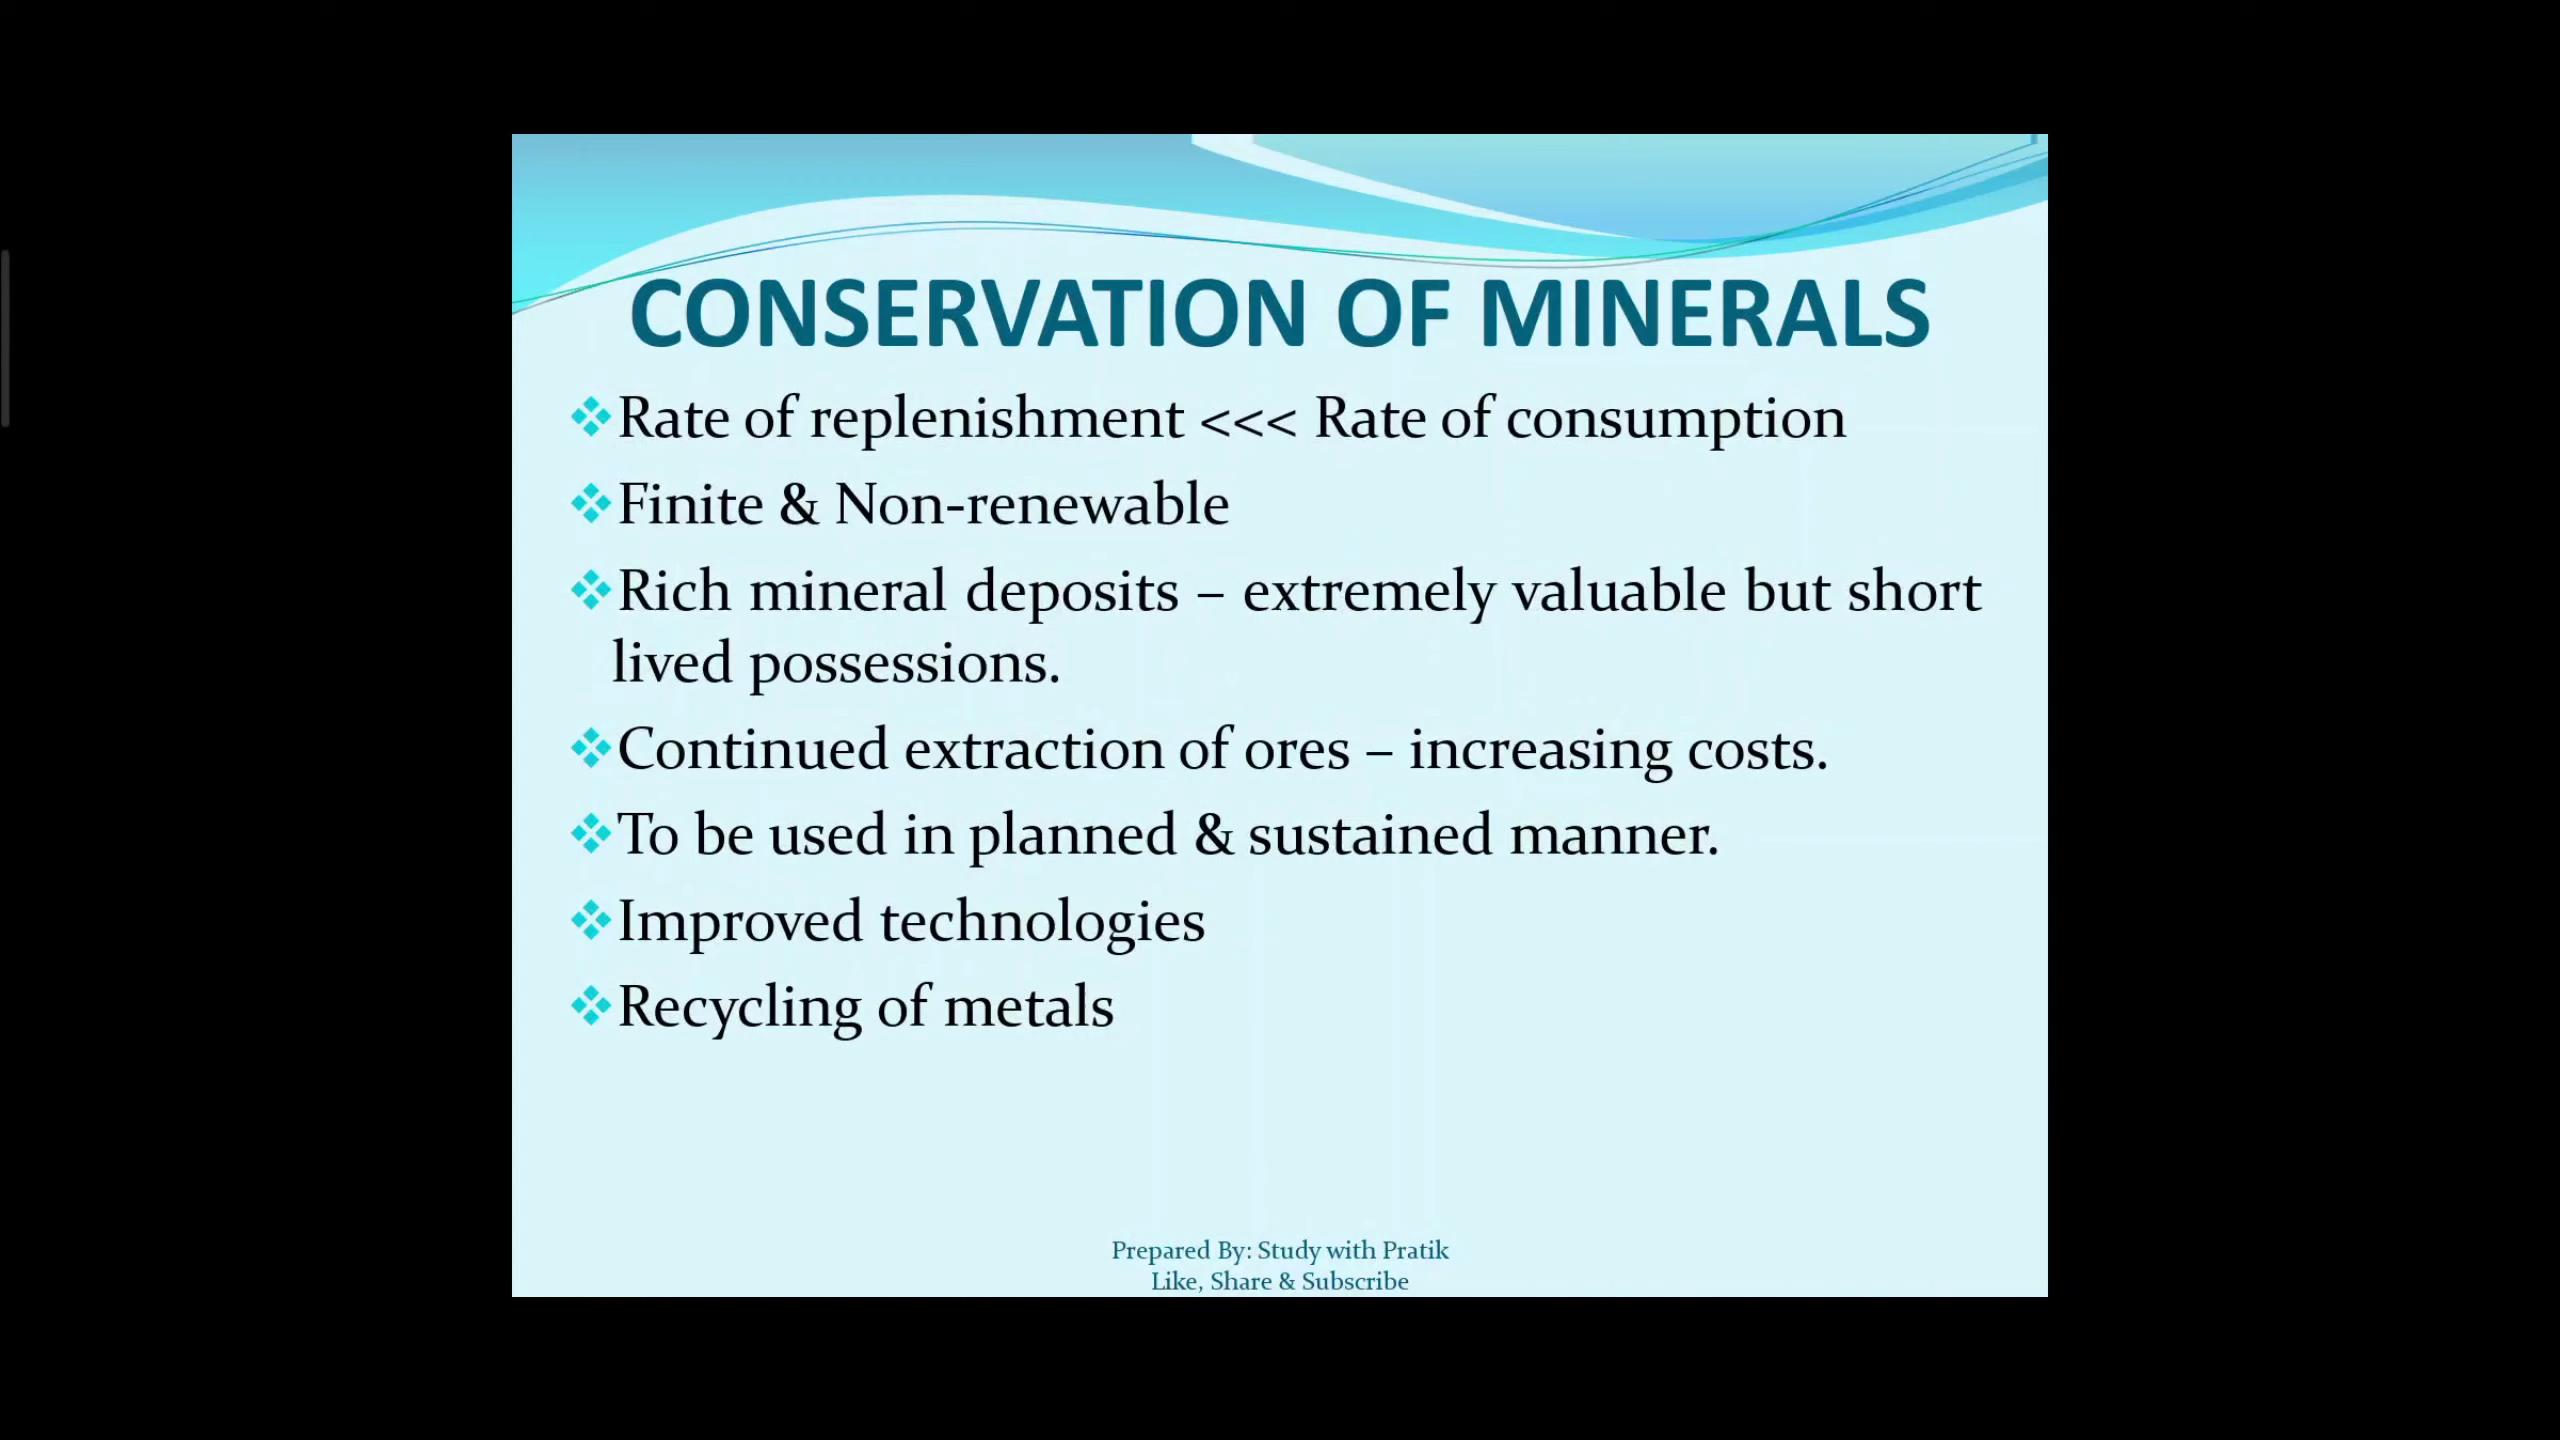 CONSERVATION OF MINERALS
Rate of replenishment <<< Rate of consumption
Finite & Non-renewable
Rich mineral deposits – extremely valuable but short
lived possessions.
Continued extraction of ores – increasing costs.
To be used in planned & sustained manner.
Improved technologies
Recycling of metals
Prepared By: Study with Pratik
Like, Share & Subscribe